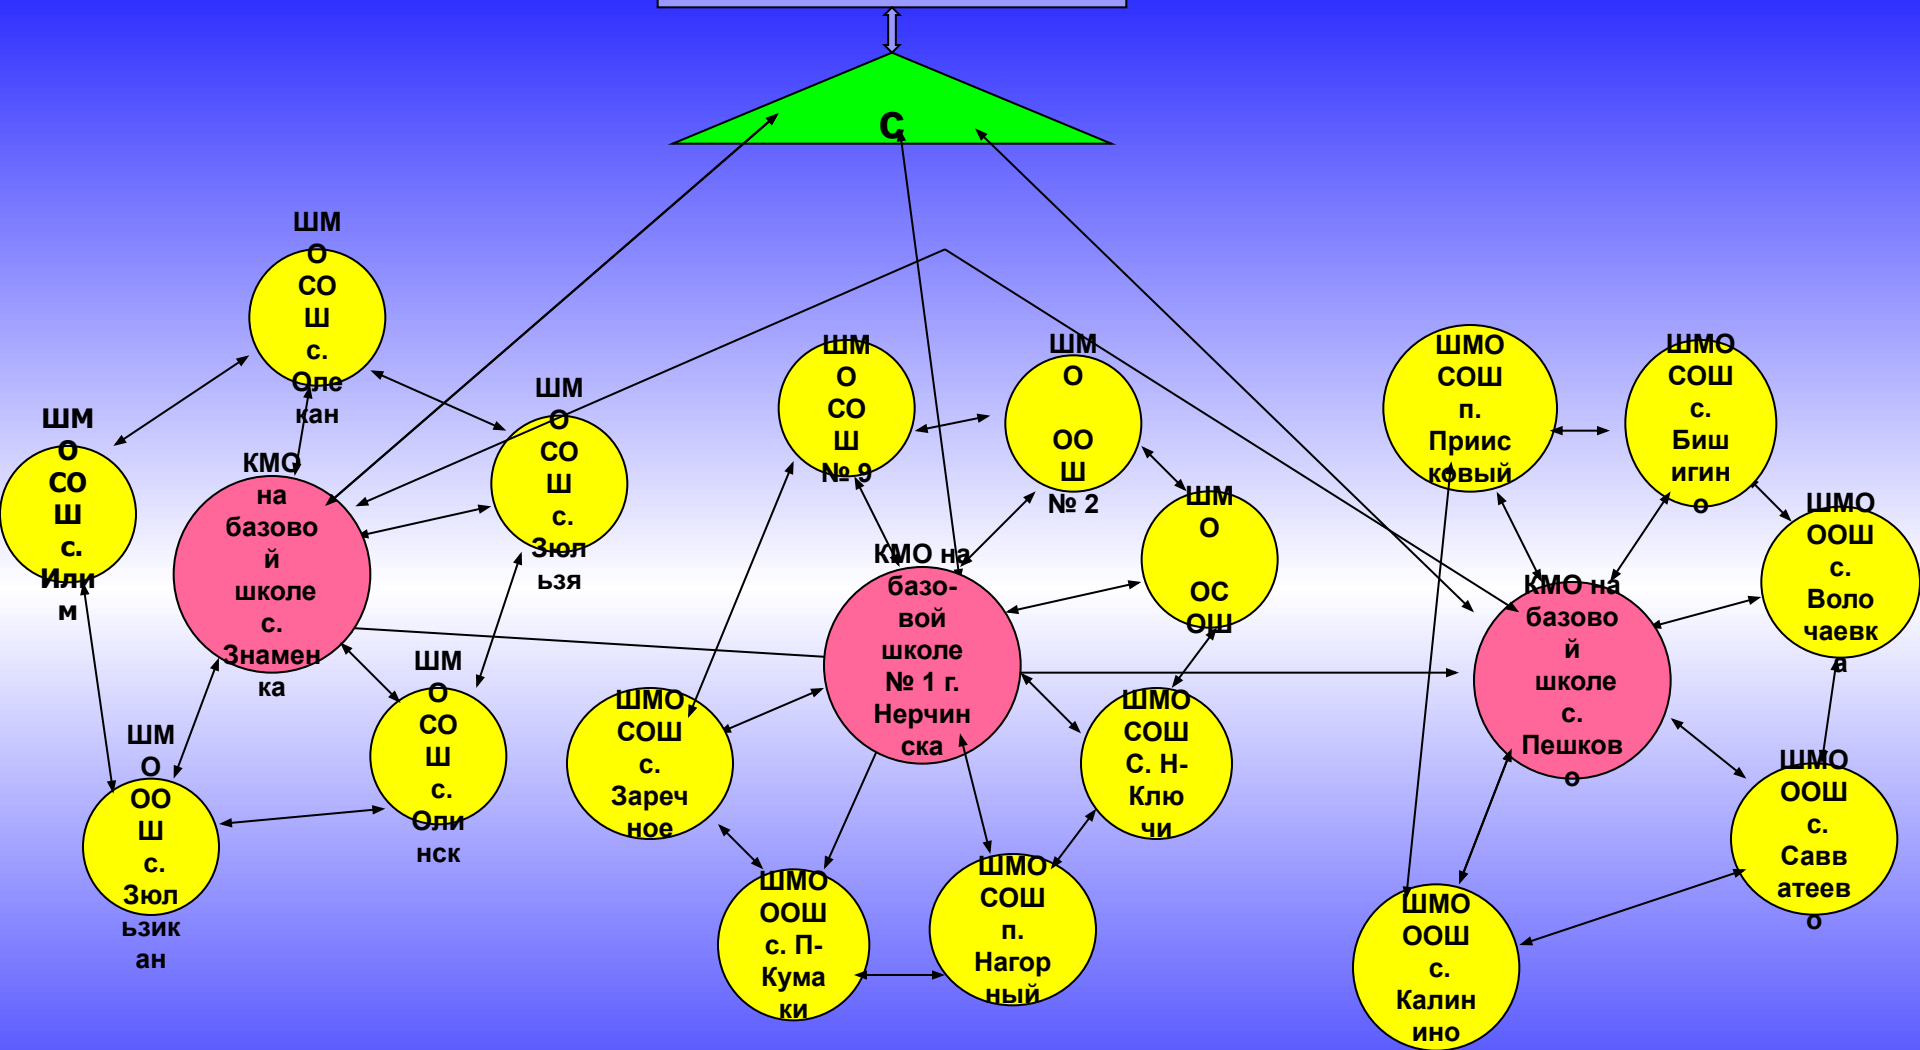 С
ШМ
О
СО
Ш
с.
Оле
кан
ШМ
О
СО
Ш
с.
Зюл
ьзя
ШМ
О
СО
Ш
с.
Или
м
КМО
на
базово
й
школе
с.
Знамен
ка
ШМ
О
СО
Ш
с.
Оли
нск
ШМ
О
ОО
Ш
с.
Зюл
ьзик
ан
ШМ
О
СО
Ш
№ 9
ШМ
О
ОО
Ш
№ 2
ШМ
О
ОС
ОШ
КМО на
базо-
вой
школе
№ 1 г.
Нерчин
ска
ШМО
СОШ
с.
Зареч
ное
ШМО
СОШ
С. Н-
Клю
чи
ШМО
ООШ
с. П-
Кума
ки
ШМО
СОШ
п.
Нагор
ный
ШМО
СОШ
п.
Приис
ковый
ШМО
СОШ
с.
Биш
игин
о
ШМО
ООШ
с.
Воло
чаевк
а
КМО на
базово
й
школе
с.
Пешков
о
ШМО
ООШ
с.
Савв
атеев
о
ШМО
ООШ
с.
Калин
ино